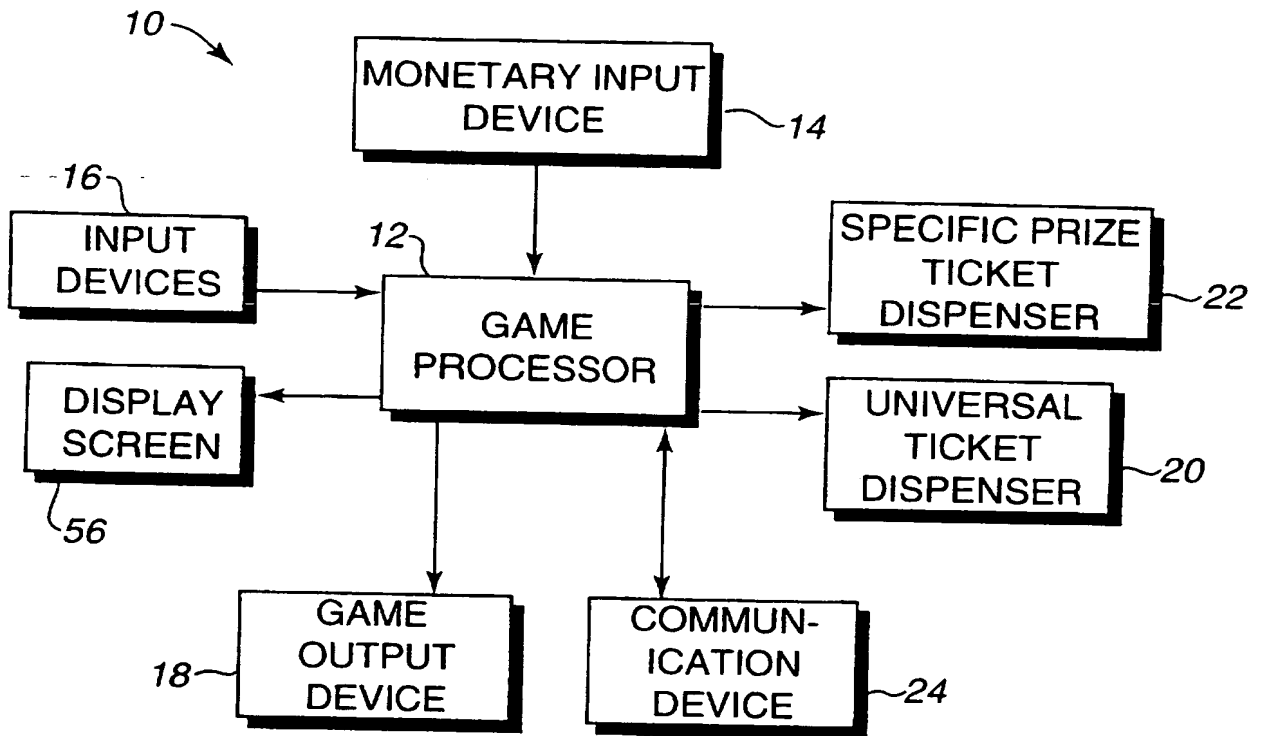 10
MONETARY INPUT
DEVICE
14
16
INPUT
DEVICES
12
GAME
PROCESSOR
SPECIFIC PRIZE
TICKET
DISPENSER
22
DISPLAY
SCREEN
56
UNIVERSAL
TICKET
DISPENSER
20
GAME
OUTPUT
DEVICE
18
COMMUN-
ICATION
DEVICE
24